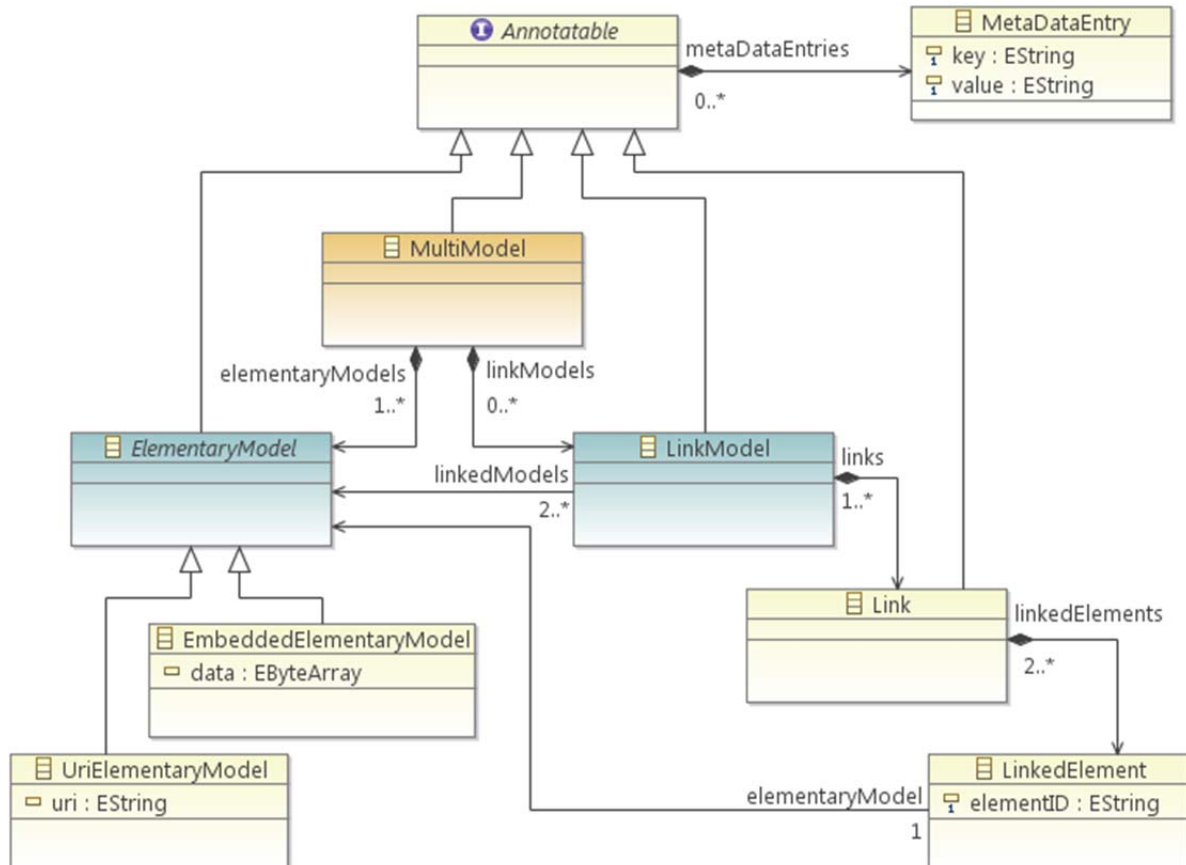 Annotatable
MetaDataEntry
key : EString
value : EString
metaDataEntries
0..*
MultiModel
elementaryModels
1..*
linkModels
0..*
ElementaryModel
LinkModel
linkedModels
2..*
links
1..*
Link
linkedElements
2..*
EmbeddedElementaryModel
data : EByteArray
UriElementaryModel
uri : EString
elementaryModel
1
LinkedElement
elementID : EString